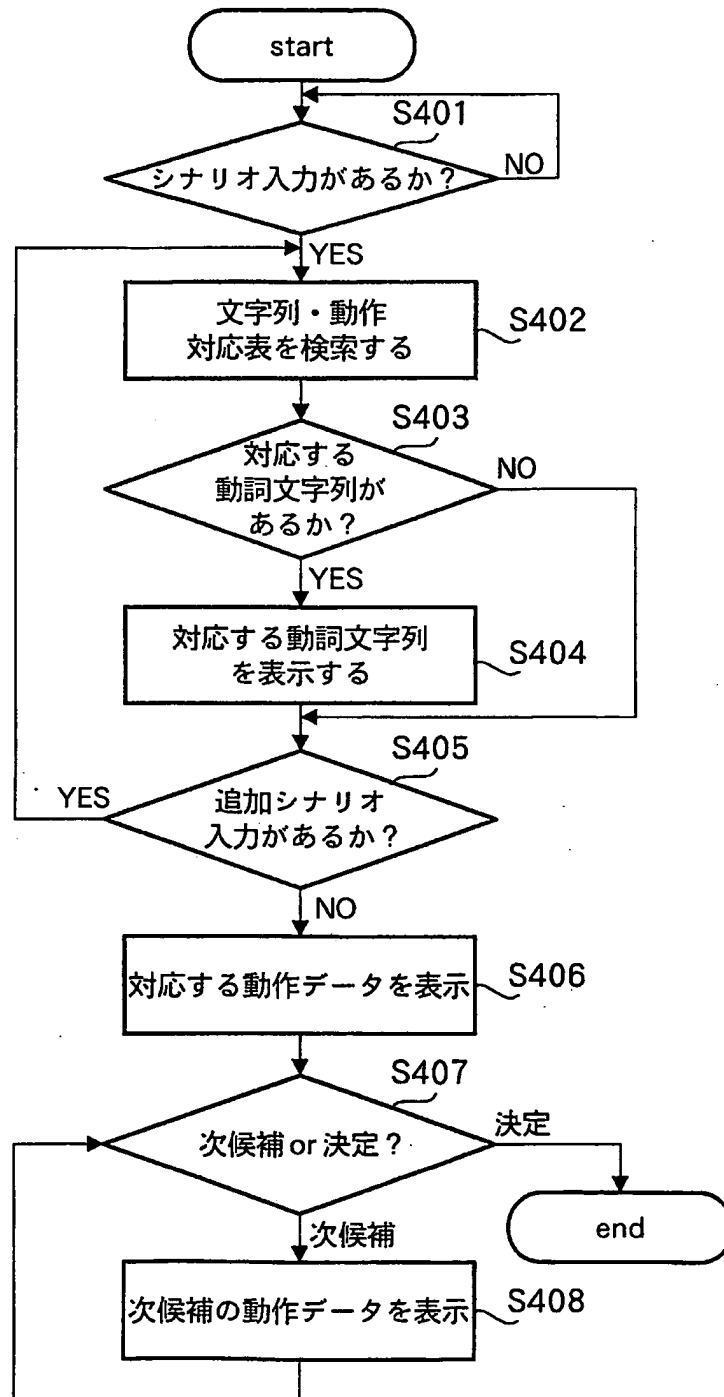 start
S401
シナリオ入力があるか？
NO
YES
文字列・動作
対応表を検索する
S402
S403
対応する
動詞文字列が
あるか？
NO
YES
対応する動詞文字列
を表示する
S404
S405
YES
追加シナリオ
入力があるか？
NO
対応する動作データを表示
S406
S407
次候補 or 決定？
決定
end
次候補
次候補の動作データを表示
S408